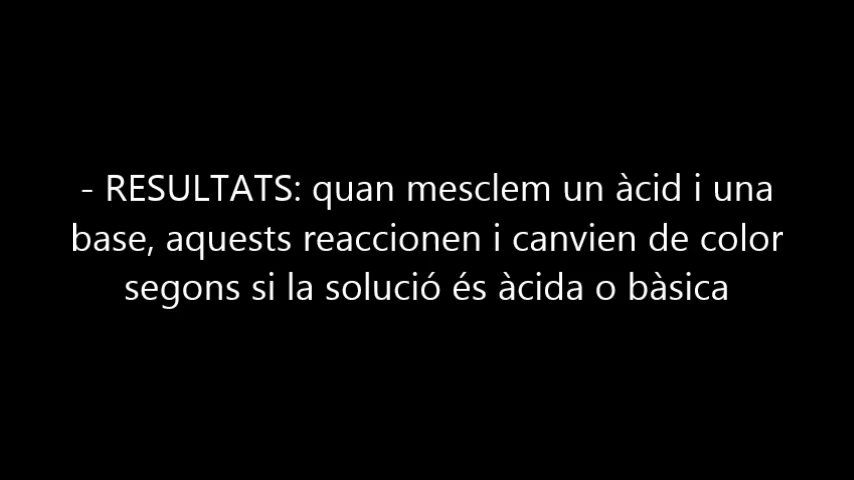 - RESULTATS: quan mesclem un àcid i una
base, aquests reaccionen i canvien de color
segons si la solució és àcida o bàsica